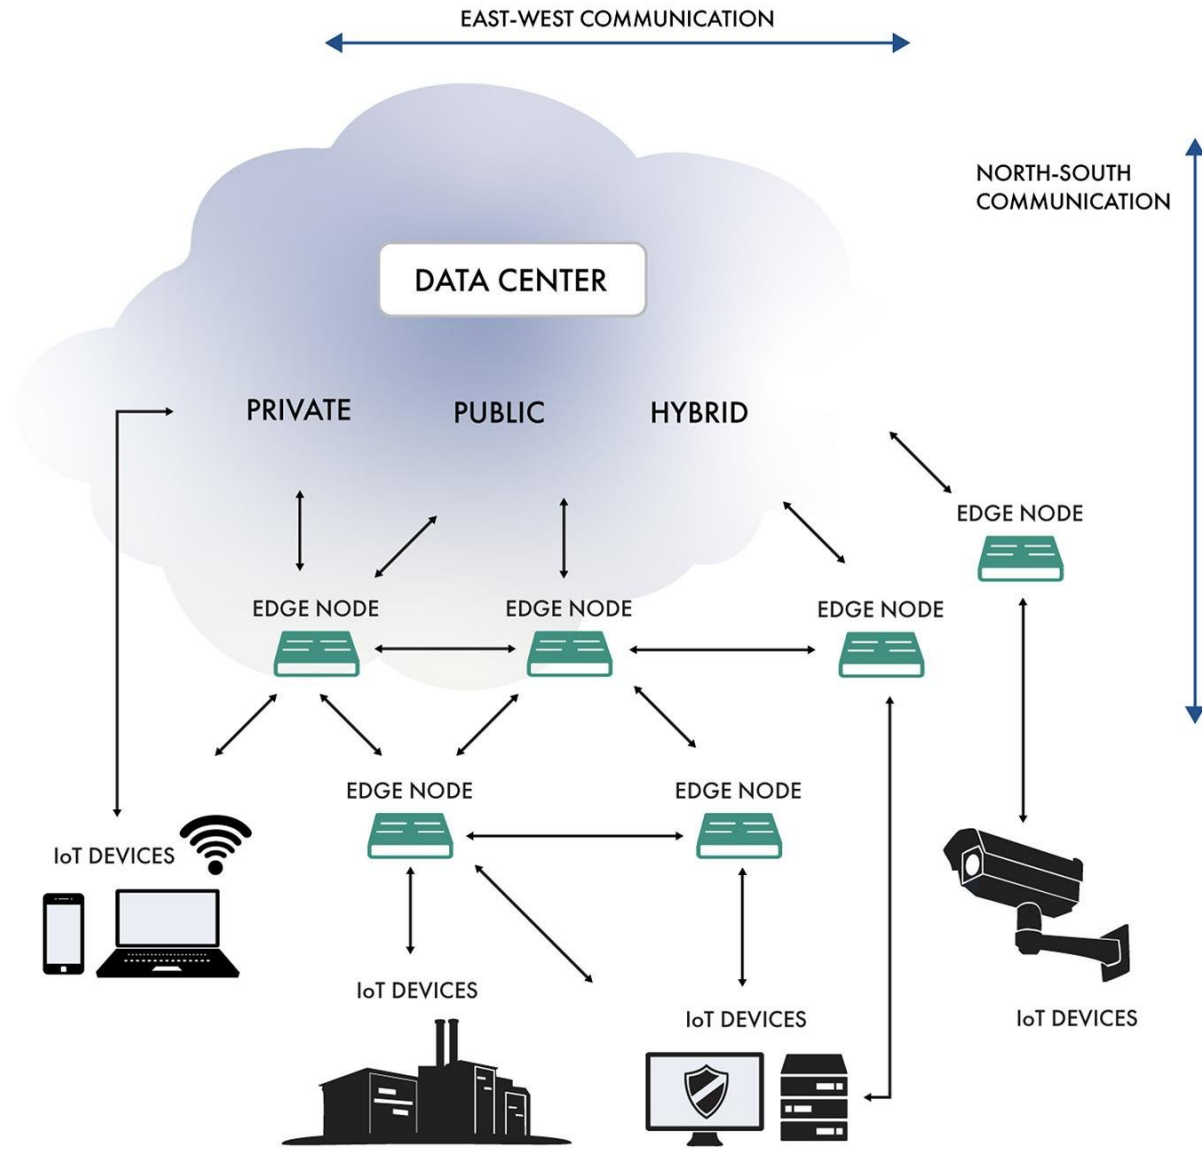 EAST-WEST COMMUNICATION
NORTH-SOUTH
COMMUNICATION
DATA CENTER
PRIVATE
PUBLIC
HYBRID
EDGE NODE
EDGE NODE
EDGE NODE
EDGE NODE
EDGE NODE
EDGE NODE
IoT DEVICES
IoT DEVICES
IoT DEVICES
IoT DEVICES